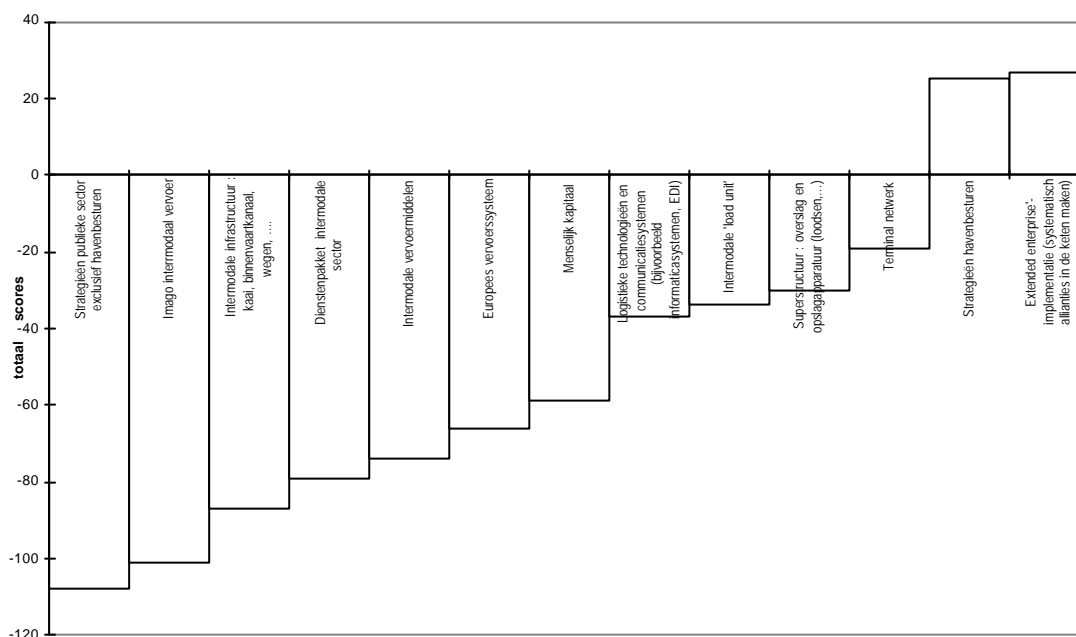 40
20
0
-20
-40
-60
-80
-100
-120
totaal scores
Strategieën publieke sector
exclusief havenbesturen
Imago interrmodaal vervoer
Intermodale infrastructuur :
kaai, binnenvaartkanaal,
wegen, ....
Dienstenpakket intermodale
sector
Intermodale vervoermiddelen
Europees vervoerssysteem
Menselijk kapitaal
Logistieke technologieën en
communicatiesystemen
(bijvoorbeeld
informaticasystemen, EDI)
Intermodale 'load unit'
Superstructuur : overslag en
opslagapparatuur (loodsen,...)
Terminal netwerk
Strategieën havenbesturen
Extended enterprise'-
implementatie (systematisch
allianties in de keten maken)